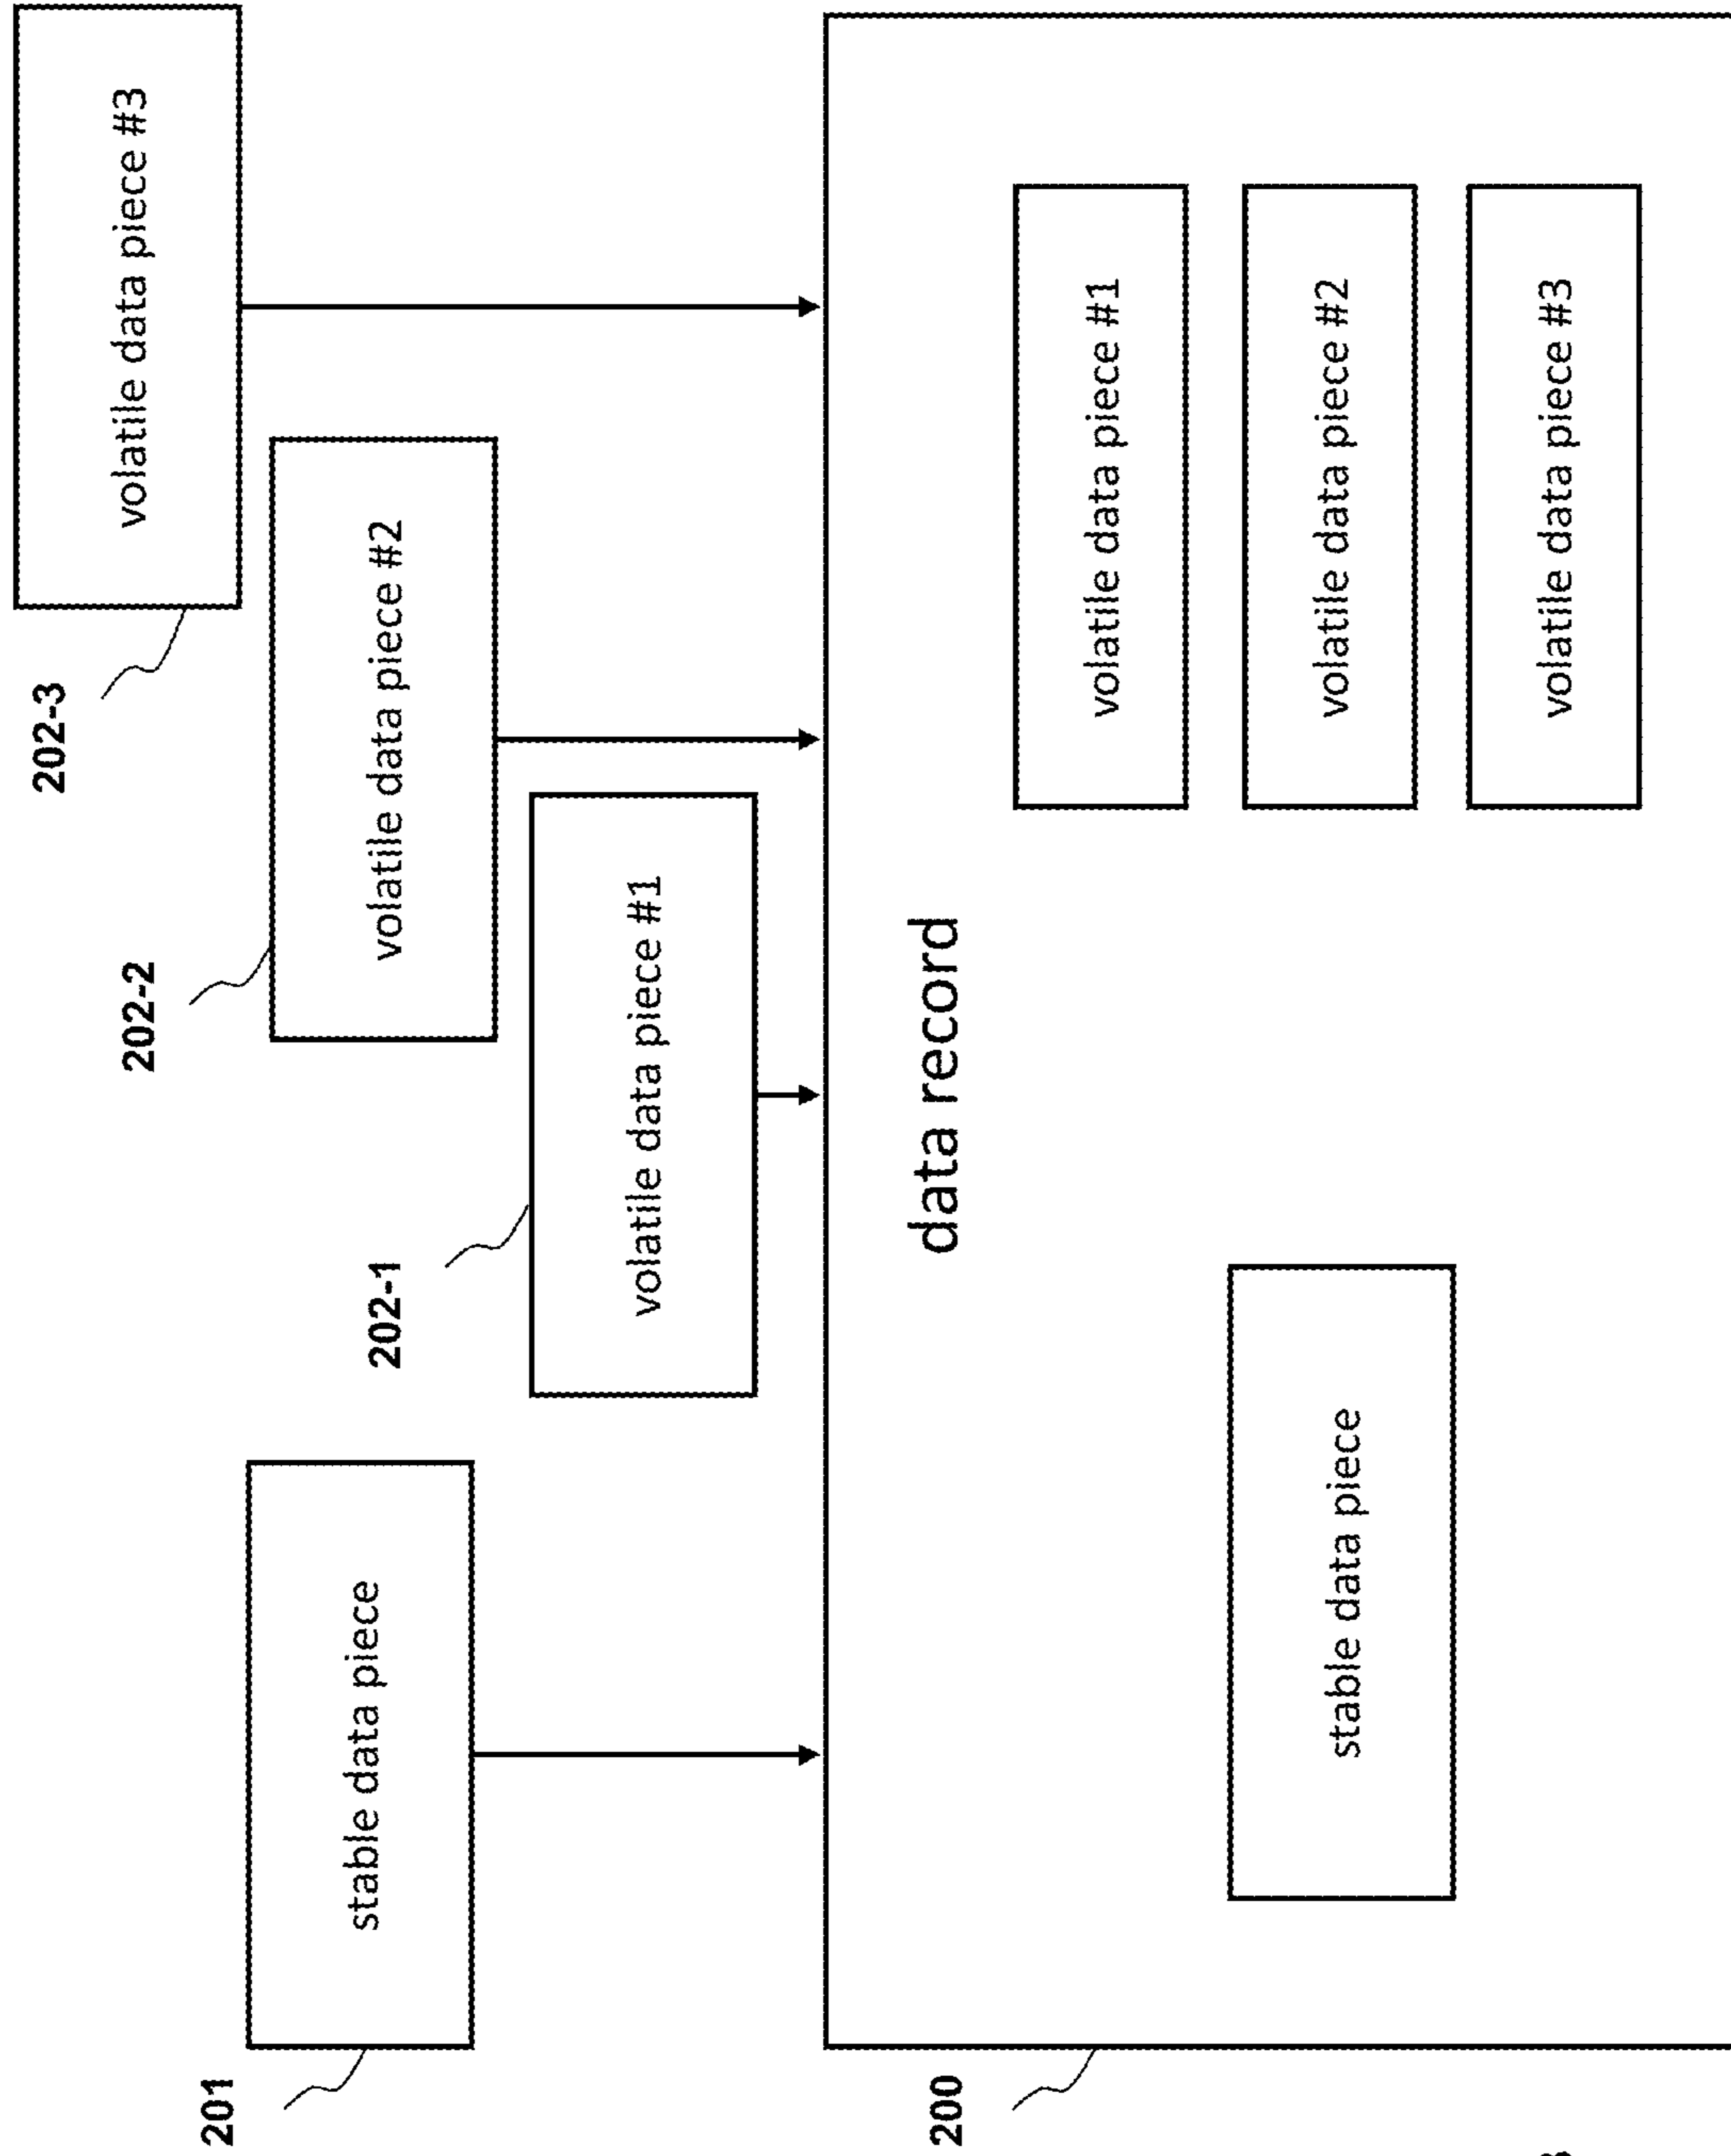 202-3
volatile data piece #3
202-2
volatile data piece #2
201
stable data piece
202-1
volatile data piece #1
200
data record
volatile data piece #1
stable data piece
volatile data piece #2
volatile data piece #3